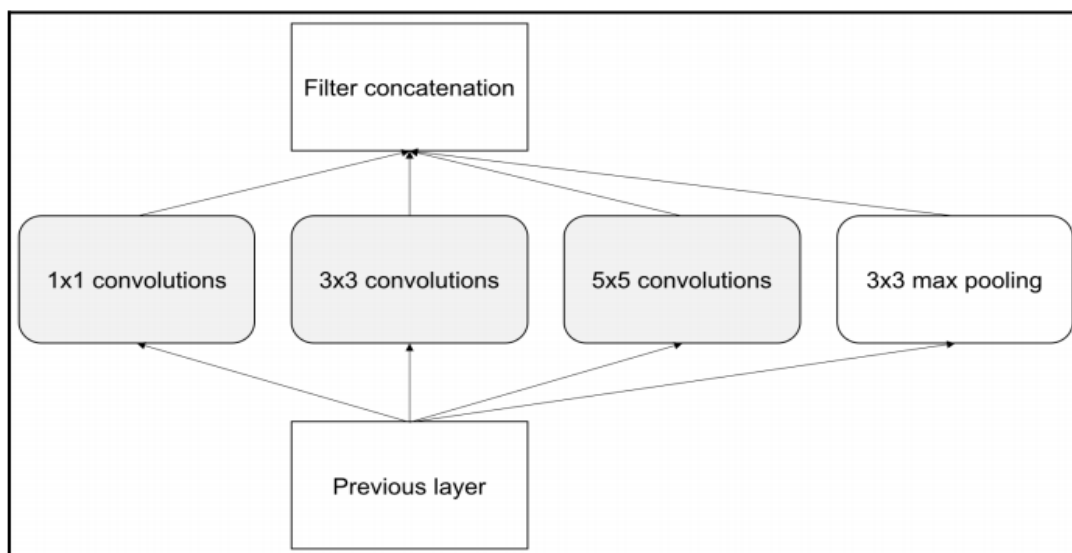 Filter concatenation
1x1 convolutions
3x3 convolutions
5x5 convolutions
3x3 max pooling
Previous layer